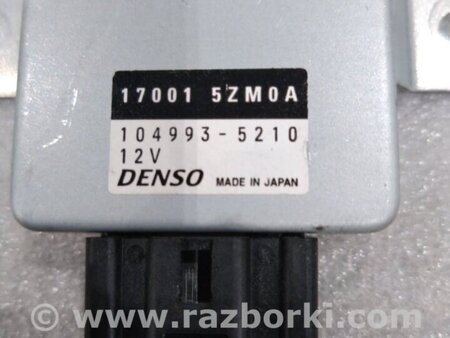 17001 5ZM0A
104993-5210
12V
DENSO MADE IN JAPAN
© www.razborki.com